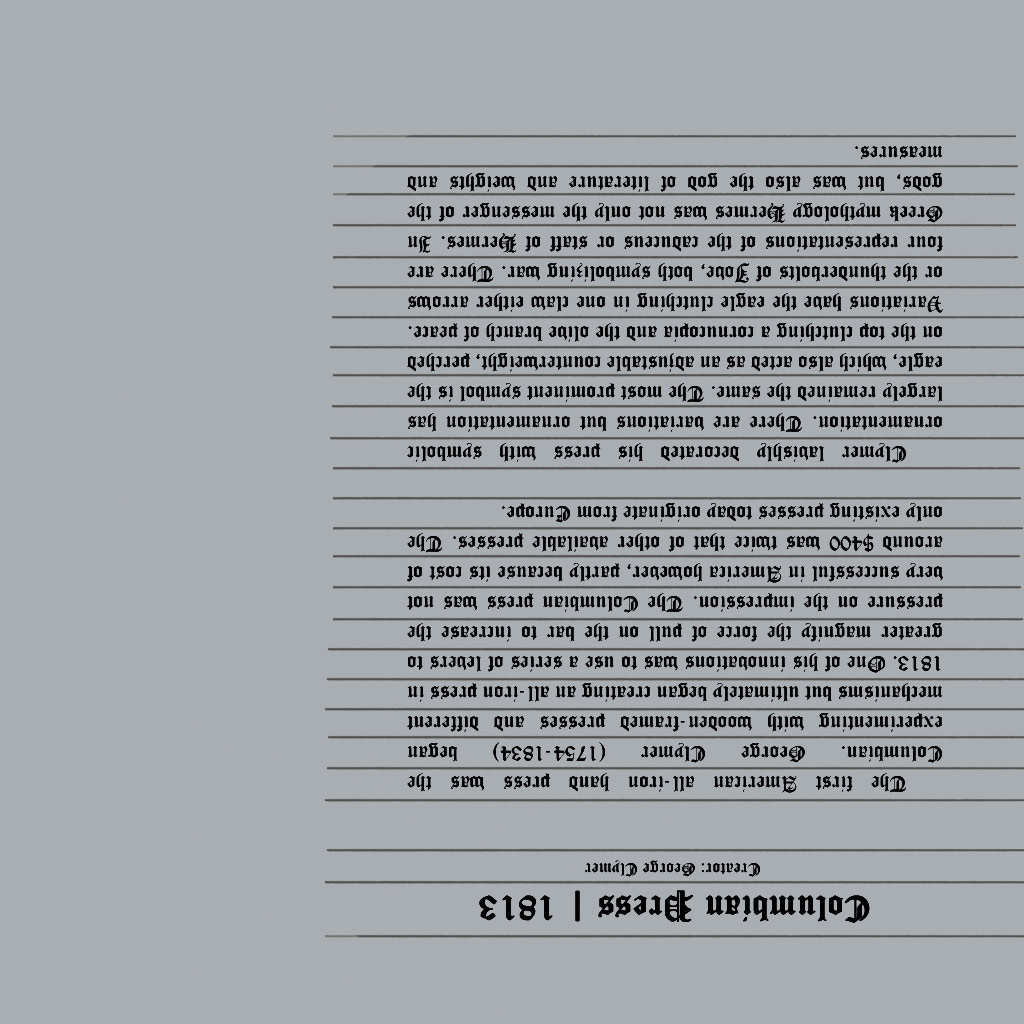 Columbian Press | 1813
Creator: George Clymer
The first American all-iron hand press was the
Columbian. George Clymer (1754-1834) began
experimenting with wooden-framed presses and different
mechanisms but ultimately began creating an all-iron press in
1813. One of his innovations was to use a series of levers to
greater magnify the force of pull on the bar to increase the
pressure on the impression. The Columbian press was not
very successful in America however, partly because its cost of
around $400 was twice that of other available presses. The
only existing presses today originate from Europe.
Clymer lavishly decorated his press with symbolic
ornamentation. There are variations but ornamentation has
largely remained the same. The most prominent symbol is the
eagle, which also acted as an adjustable counterweight, perched
on the top clutching a cornucopia and the olive branch of peace.
Variations have the eagle clutching in one claw either arrows
or the thunderbolts of Jove, both symbolizing war. There are
four representations of the caduceus or staff of Hermes. In
Greek mythology Hermes was not only the messenger of the
gods, but was also the god of literature and weights and
measures.